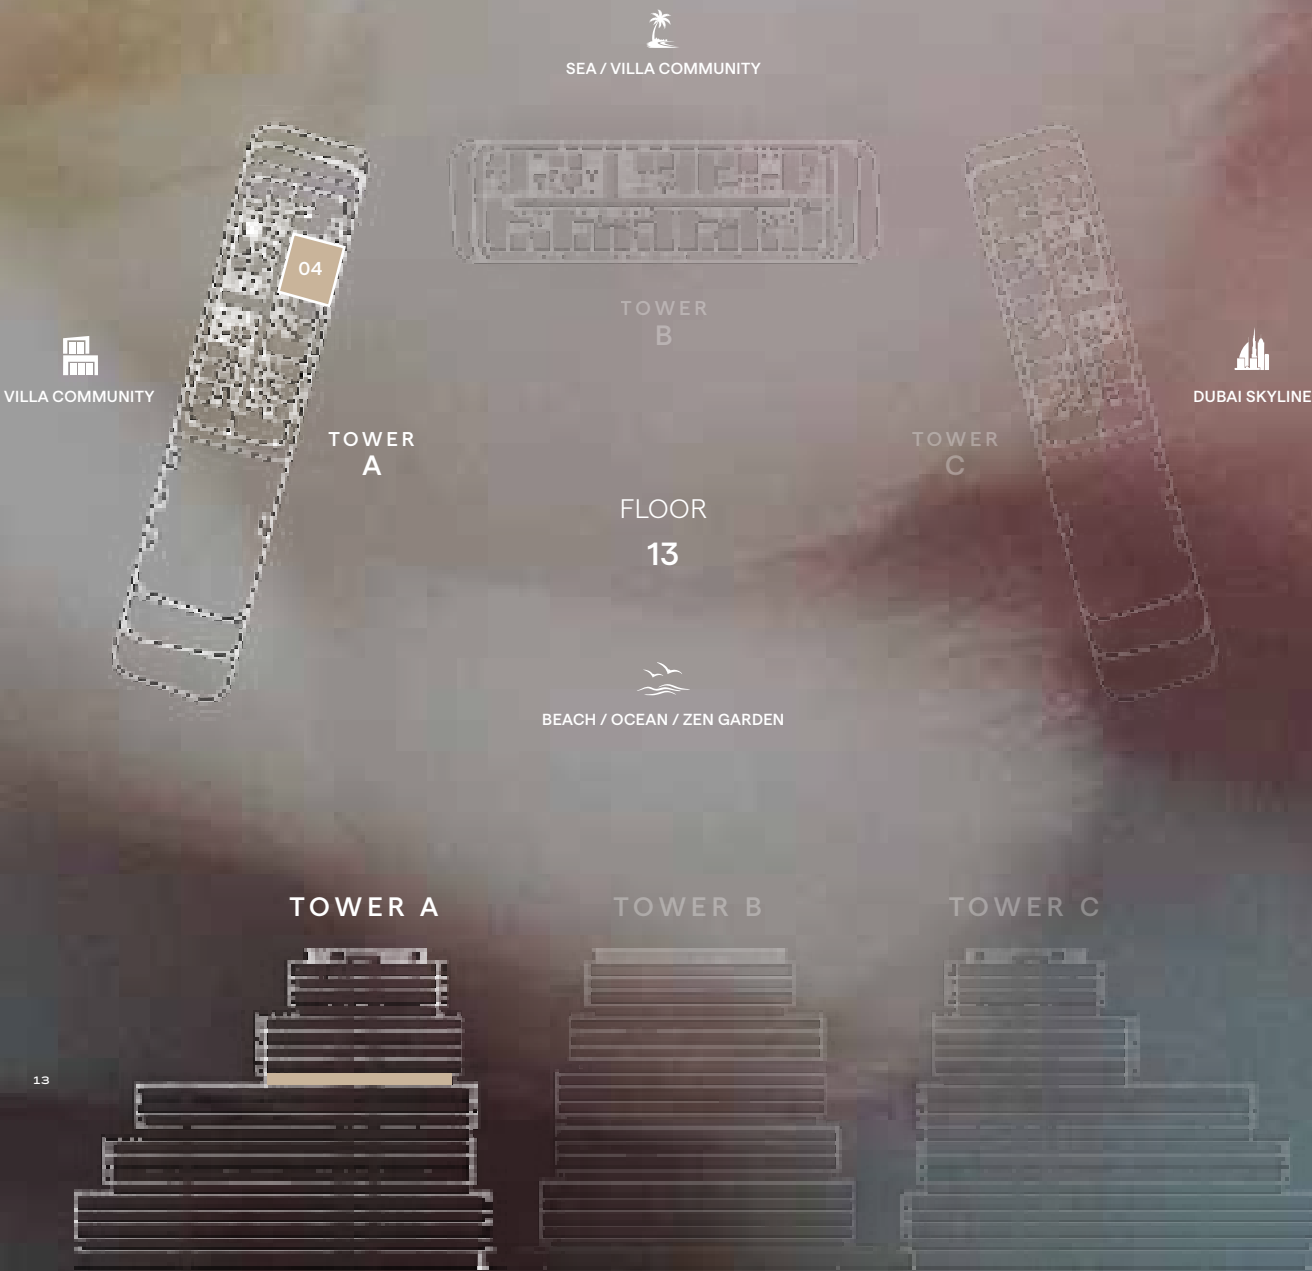 SEA / VILLA COMMUNITY
04
TOWER
B
VILLA COMMUNITY
DUBAI SKYLINE
TOWER
A
TOWER
C
FLOOR
13
BEACH / OCEAN / ZEN GARDEN
TOWER A
TOWER B
TOWER C
13